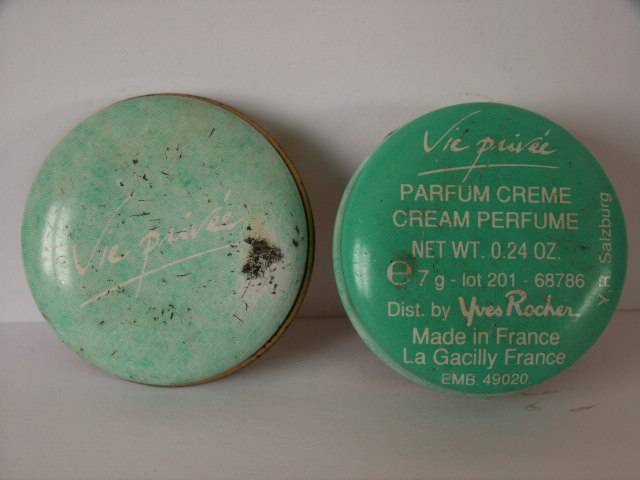 Vie privée
Vie privée
PARFUM CREME
CREAM PERFUME
NET WT. 0.24 OZ.
℮ 7 g - lot 201 - 68786
Dist. by Yves Rocher
Made in France
La Gacilly France
EMB. 49020
Y.R. Salzburg